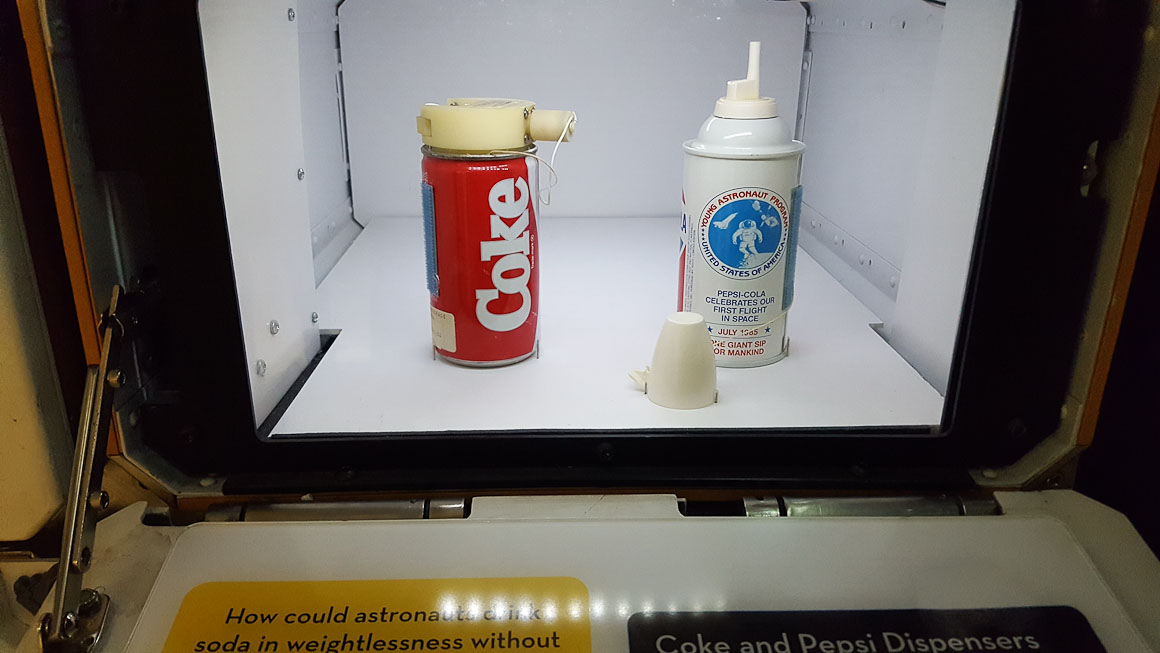 Coke
YOUNG ASTRONAUT PROGRAM
UNITED STATES OF AMERICA
PEPSI-COLA
CELEBRATES OUR
FIRST FLIGHT
IN SPACE
★ JULY 1985 ★
ONE GIANT SIP
FOR MANKIND
How could astronauts drink
soda in weightlessness without
Coke and Pepsi Dispensers